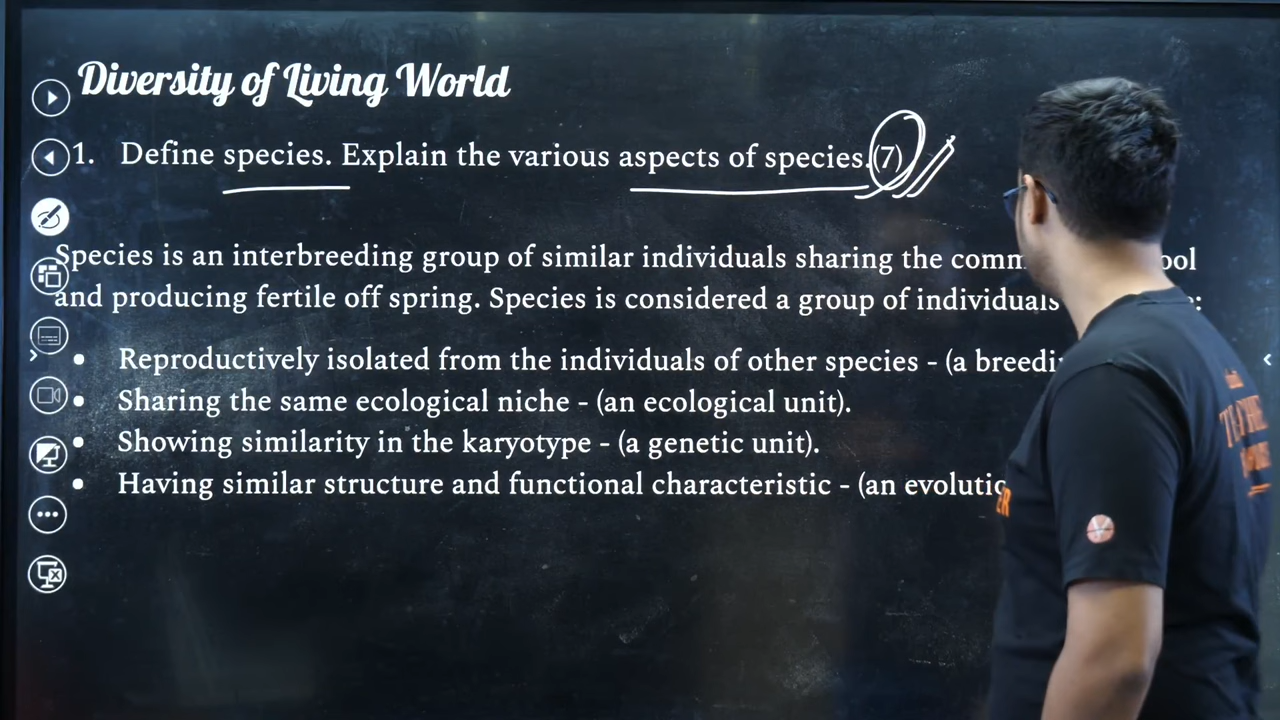 Diversity of Living World
1. Define species. Explain the various aspects of species.(7)
Species is an interbreeding group of similar individuals sharing the
and producing fertile off spring. Species is considered a group of individuals
• Reproductively isolated from the individuals of other species - (a
• Sharing the same ecological niche - (an ecological unit).
• Showing similarity in the karyotype - (a genetic unit).
• Having similar structure and functional characteristic - (an